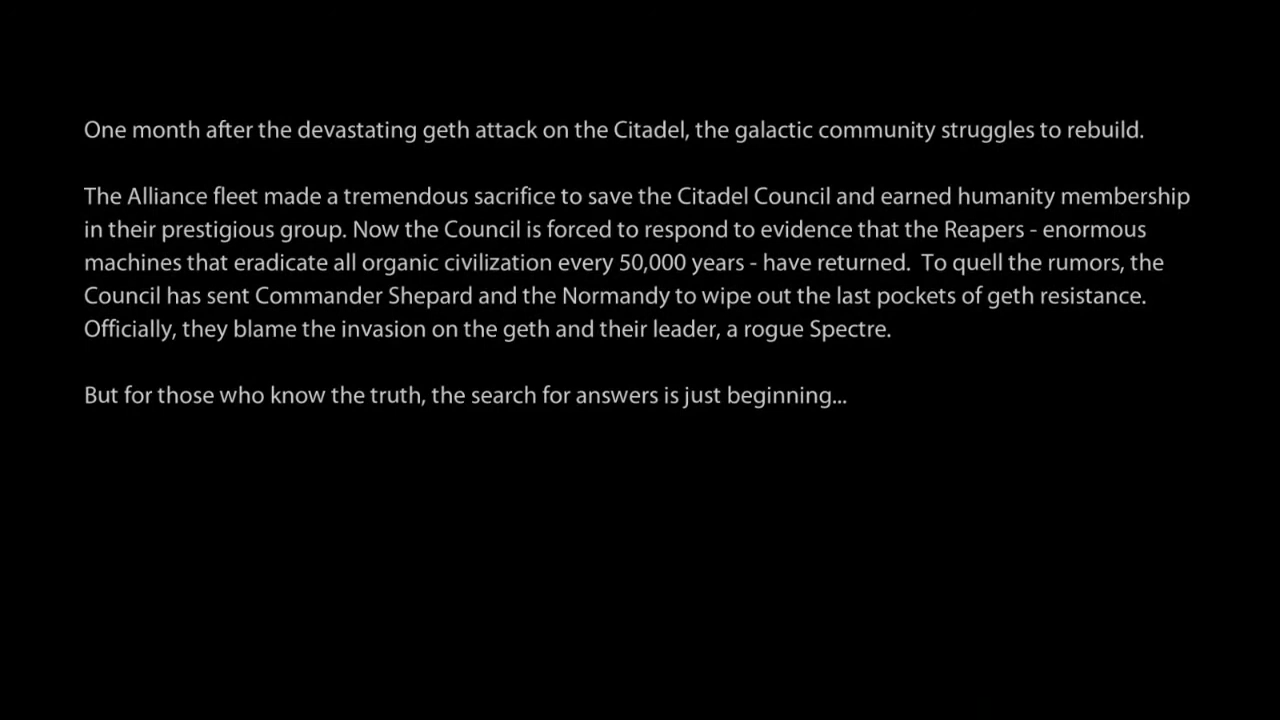 One month after the devastating geth attack on the Citadel, the galactic community struggles to rebuild.
The Alliance fleet made a tremendous sacrifice to save the Citadel Council and earned humanity membership
in their prestigious group. Now the Council is forced to respond to evidence that the Reapers - enormous
machines that eradicate all organic civilization every 50,000 years - have returned.  To quell the rumors, the
Council has sent Commander Shepard and the Normandy to wipe out the last pockets of geth resistance.
Officially, they blame the invasion on the geth and their leader, a rogue Spectre.
But for those who know the truth, the search for answers is just beginning...